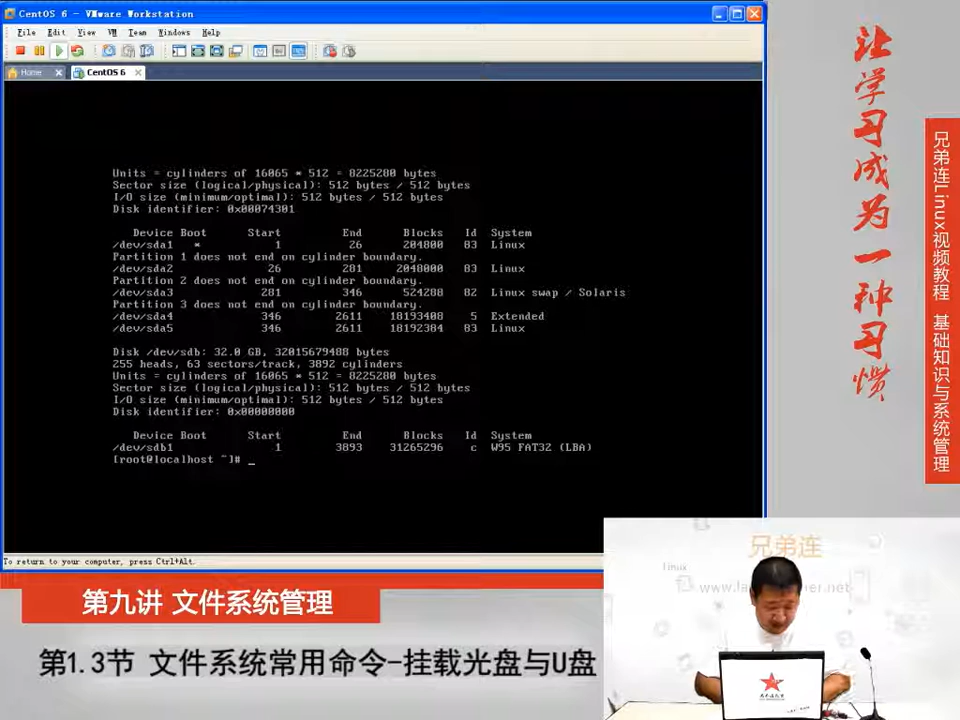 CentOS 6 - VMware Workstation
File Edit View VM Team Windows Help
Home CentOS 6
Units = cylinders of 16065 * 512 = 8225280 bytes
Sector size (logical/physical): 512 bytes / 512 bytes
I/O size (minimum/optimal): 512 bytes / 512 bytes
Disk identifier: 0x00074301
Device Boot Start End Blocks Id System
/dev/sda1 * 1 26 204800 83 Linux
Partition 1 does not end on cylinder boundary.
/dev/sda2 26 281 2048000 83 Linux
Partition 2 does not end on cylinder boundary.
/dev/sda3 281 346 524288 82 Linux swap / Solaris
Partition 3 does not end on cylinder boundary.
/dev/sda4 346 2611 18193408 5 Extended
/dev/sda5 346 2611 18192384 83 Linux
Disk /dev/sdb: 32.0 GB, 32015679488 bytes
255 heads, 63 sectors/track, 3892 cylinders
Units = cylinders of 16065 * 512 = 8225280 bytes
Sector size (logical/physical): 512 bytes / 512 bytes
I/O size (minimum/optimal): 512 bytes / 512 bytes
Disk identifier: 0x00000000
Device Boot Start End Blocks Id System
/dev/sdb1 1 3893 31265296 c W95 FAT32 (LBA)
[root@localhost ~]# _
To return to your computer, press Ctrl+Alt.
让学习成为一种习惯
兄弟连Linux视频教程 基础知识与系统管理
兄弟连
Linux
第九讲 文件系统管理
第1.3节 文件系统常用命令-挂载光盘与U盘